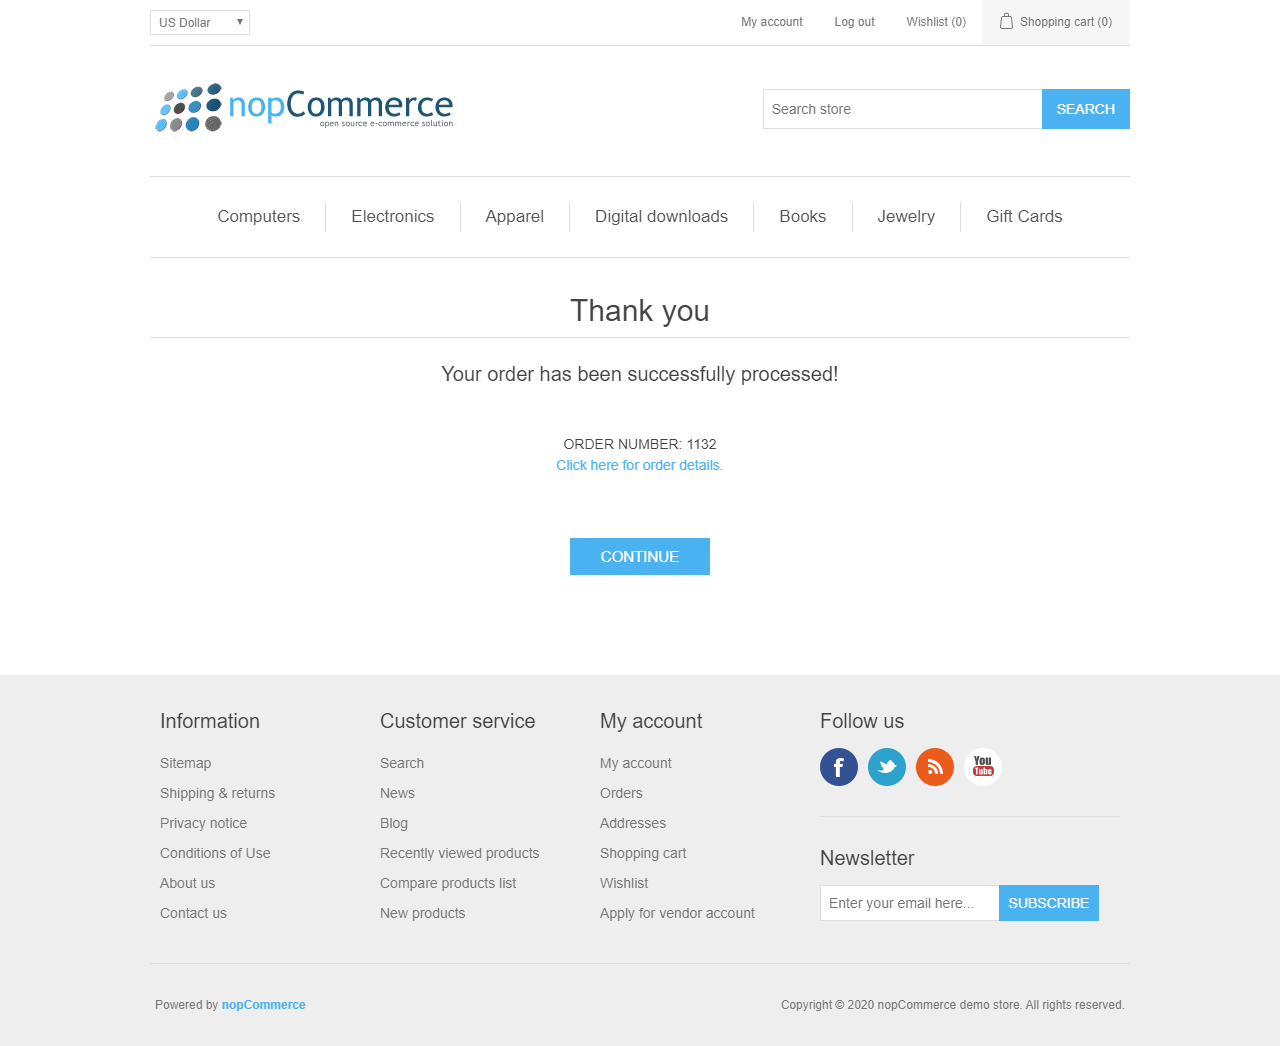 US Dollar
My account
Log out
Wishlist (0)
Shopping cart (0)
nopCommerce
open source e-commerce solution
Search store
SEARCH
Computers
Electronics
Apparel
Digital downloads
Books
Jewelry
Gift Cards
Thank you
Your order has been successfully processed!
ORDER NUMBER: 1132
Click here for order details.
CONTINUE
Information
Sitemap
Shipping & returns
Privacy notice
Conditions of Use
About us
Contact us
Customer service
Search
News
Blog
Recently viewed products
Compare products list
New products
My account
My account
Orders
Addresses
Shopping cart
Wishlist
Apply for vendor account
Follow us
f
You
Tube
Newsletter
Enter your email here...
SUBSCRIBE
Powered by nopCommerce
Copyright © 2020 nopCommerce demo store. All rights reserved.